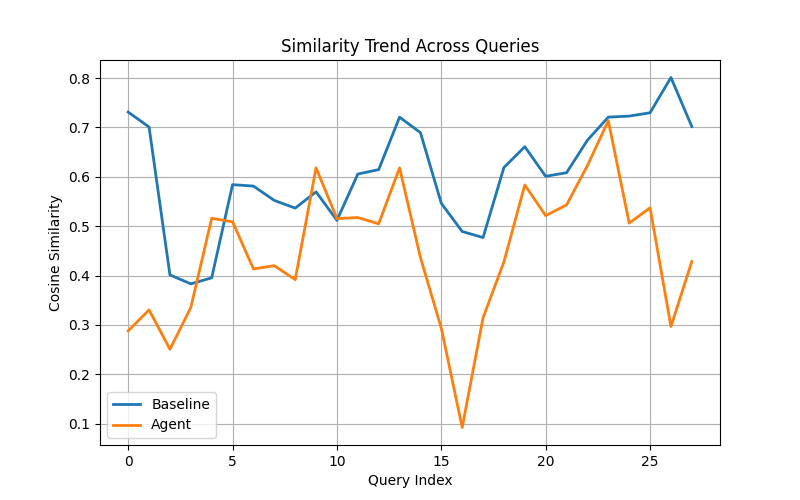 Similarity Trend Across Queries
0.8
0.7
0.6
0.5
0.4
0.3
0.2
0.1
Cosine Similarity
Baseline
Agent
0 5 10 15 20 25
Query Index